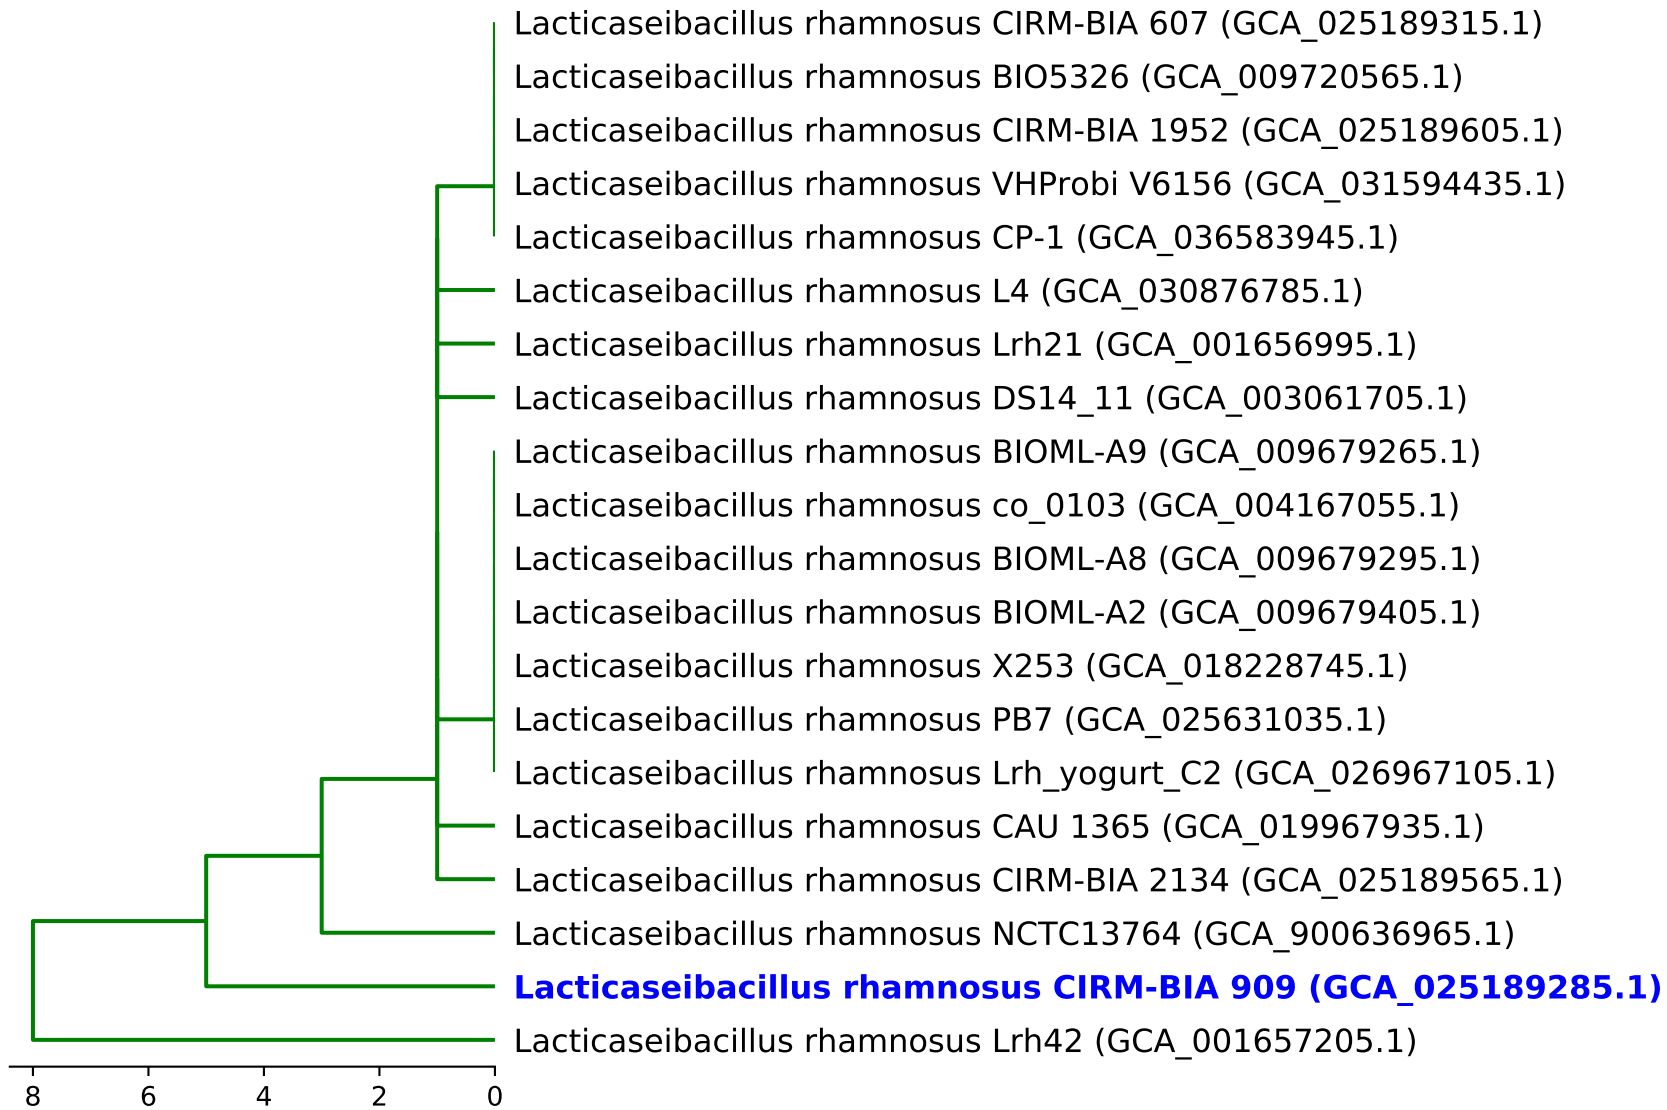 Lacticaseibacillus rhamnosus CIRM-BIA 607 (GCA_025189315.1)
Lacticaseibacillus rhamnosus BIO5326 (GCA_009720565.1)
Lacticaseibacillus rhamnosus CIRM-BIA 1952 (GCA_025189605.1)
Lacticaseibacillus rhamnosus VHProbi V6156 (GCA_031594435.1)
Lacticaseibacillus rhamnosus CP-1 (GCA_036583945.1)
Lacticaseibacillus rhamnosus L4 (GCA_030876785.1)
Lacticaseibacillus rhamnosus Lrh21 (GCA_001656995.1)
Lacticaseibacillus rhamnosus DS14_11 (GCA_003061705.1)
Lacticaseibacillus rhamnosus BIOML-A9 (GCA_009679265.1)
Lacticaseibacillus rhamnosus co_0103 (GCA_004167055.1)
Lacticaseibacillus rhamnosus BIOML-A8 (GCA_009679295.1)
Lacticaseibacillus rhamnosus BIOML-A2 (GCA_009679405.1)
Lacticaseibacillus rhamnosus X253 (GCA_018228745.1)
Lacticaseibacillus rhamnosus PB7 (GCA_025631035.1)
Lacticaseibacillus rhamnosus Lrh_yogurt_C2 (GCA_026967105.1)
Lacticaseibacillus rhamnosus CAU 1365 (GCA_019967935.1)
Lacticaseibacillus rhamnosus CIRM-BIA 2134 (GCA_025189565.1)
Lacticaseibacillus rhamnosus NCTC13764 (GCA_900636965.1)
Lacticaseibacillus rhamnosus CIRM-BIA 909 (GCA_025189285.1)
Lacticaseibacillus rhamnosus Lrh42 (GCA_001657205.1)
8 6 4 2 0